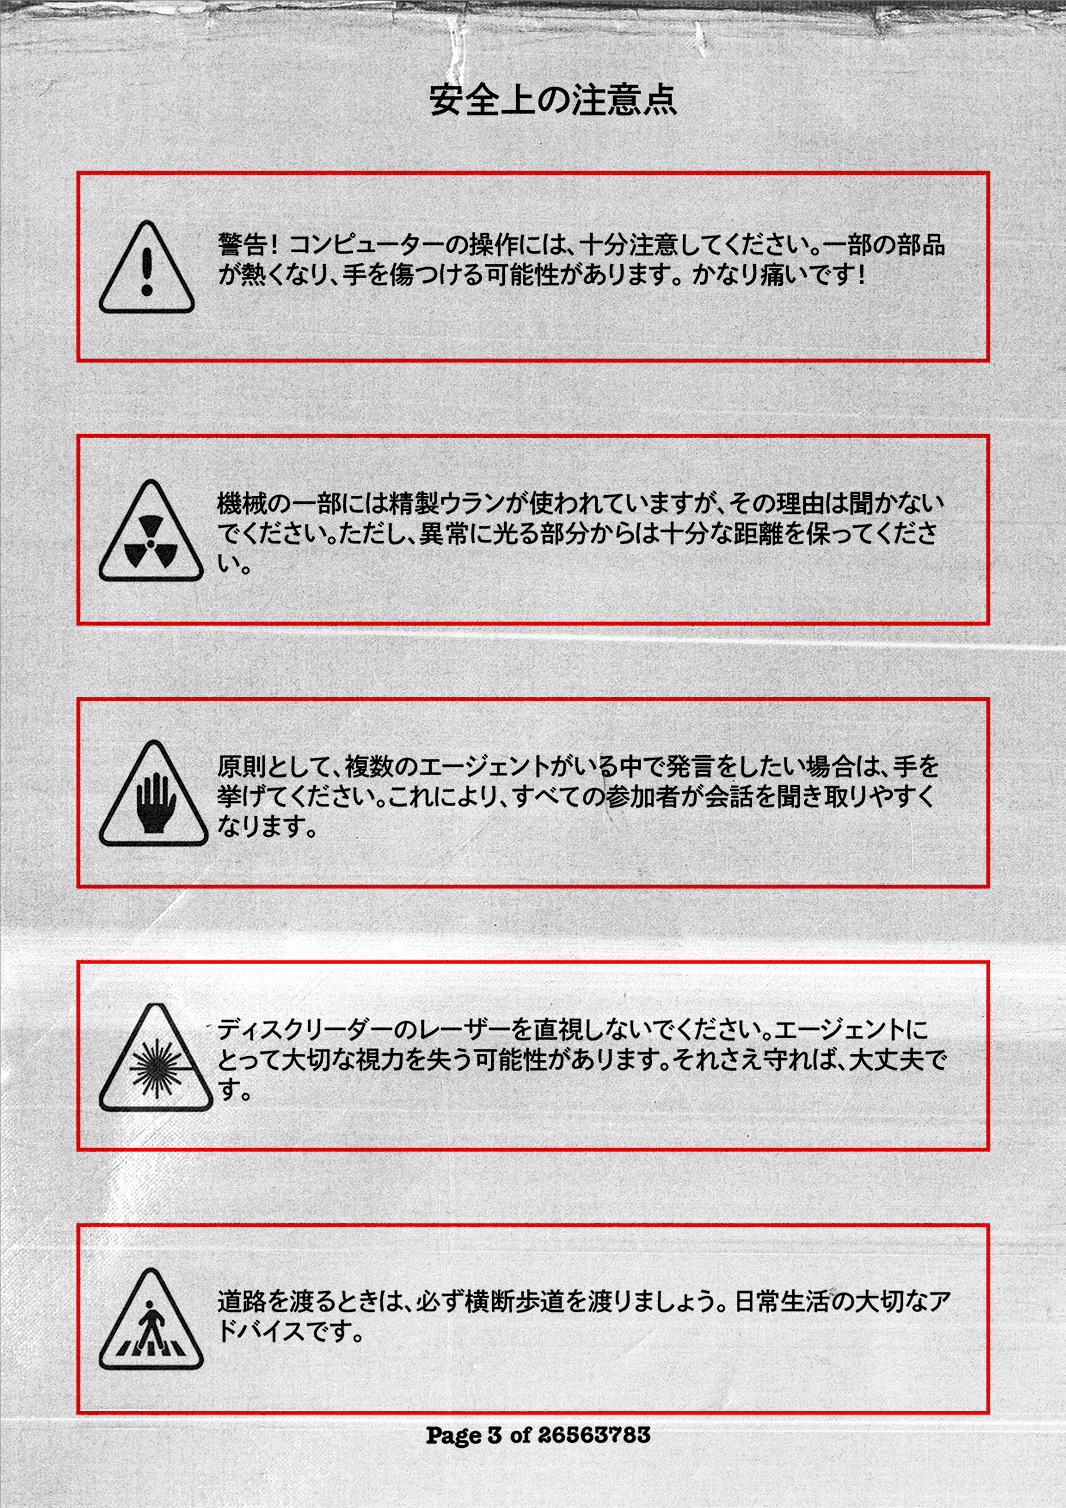 安全上の注意点
警告！ コンピューターの操作には、十分注意してください。一部の部品
が熱くなり、手を傷つける可能性があります。かなり痛いです！
機械の一部には精製ウランが使われていますが、その理由は聞かない
でください。ただし、異常に光る部分からは十分な距離を保ってくださ
い。
原則として、複数のエージェントがいる中で発言をしたい場合は、手を
挙げてください。これにより、すべての参加者が会話を聞き取りやすく
なります。
ディスクリーダーのレーザーを直視しないでください。エージェントに
とって大切な視力を失う可能性があります。それさえ守れば、大丈夫で
す。
道路を渡るときは、必ず横断歩道を渡りましょう。日常生活の大切なア
ドバイスです。
Page 3 of 26563783